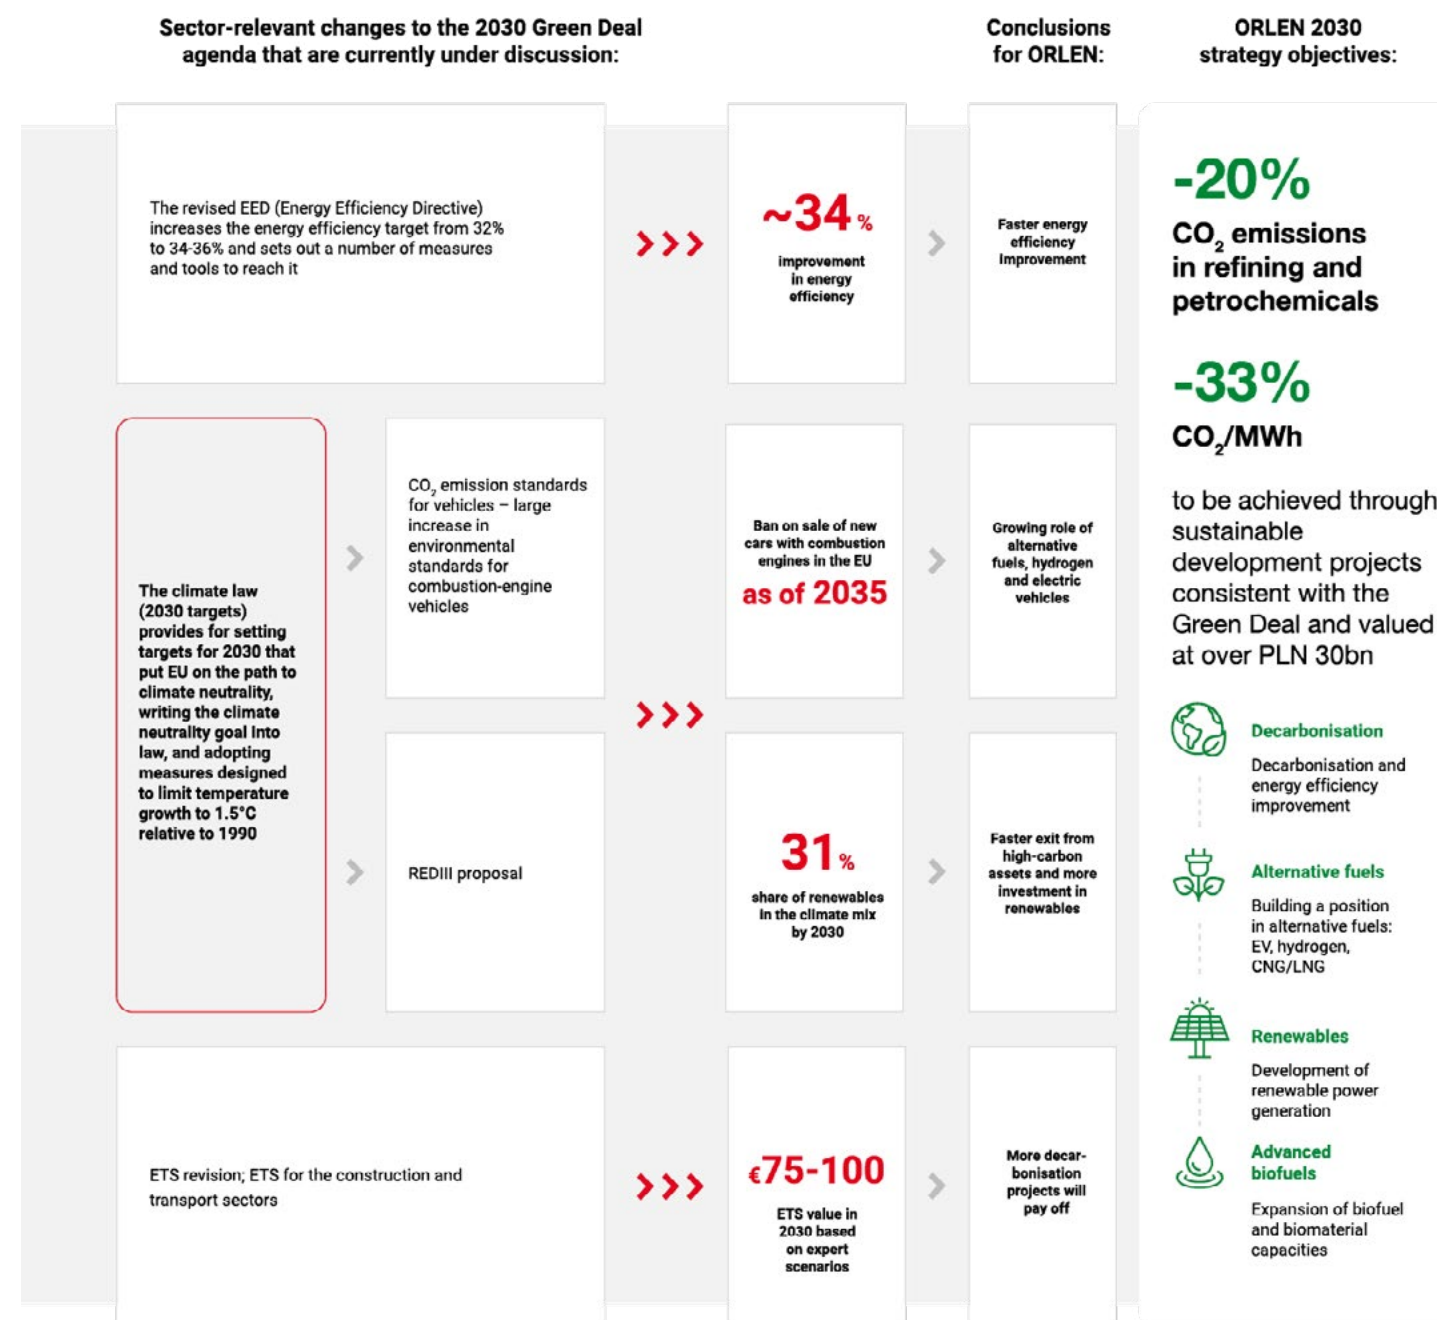 Sector-relevant changes to the 2030 Green Deal
agenda that are currently under discussion:
Conclusions
for ORLEN:
ORLEN 2030
strategy objectives:
The revised EED (Energy Efficiency Directive)
increases the energy efficiency target from 32%
to 34-36% and sets out a number of measures
and tools to reach it
~34 %
improvement
in energy
efficiency
Faster energy
efficiency
improvement
The climate law
(2030 targets)
provides for setting
targets for 2030 that
put EU on the path to
climate neutrality,
writing the climate
neutrality goal into
law, and adopting
measures designed
to limit temperature
growth to 1.5°C
relative to 1990
CO₂ emission standards
for vehicles – large
increase in
environmental
standards for
combustion-engine
vehicles
Ban on sale of new
cars with combustion
engines in the EU
as of 2035
Growing role of
alternative
fuels, hydrogen
and electric
vehicles
REDIII proposal
31 %
share of renewables
in the climate mix
by 2030
Faster exit from
high-carbon
assets and more
investment in
renewables
ETS revision; ETS for the construction and
transport sectors
€75-100
ETS value in
2030 based
on expert
scenarios
More decar-
bonisation
projects will
pay off
-20%
CO₂ emissions
in refining and
petrochemicals
-33%
CO₂/MWh
to be achieved through
sustainable
development projects
consistent with the
Green Deal and valued
at over PLN 30bn
Decarbonisation
Decarbonisation and
energy efficiency
improvement
Alternative fuels
Building a position
in alternative fuels:
EV, hydrogen,
CNG/LNG
Renewables
Development of
renewable power
generation
Advanced
biofuels
Expansion of biofuel
and biomaterial
capacities